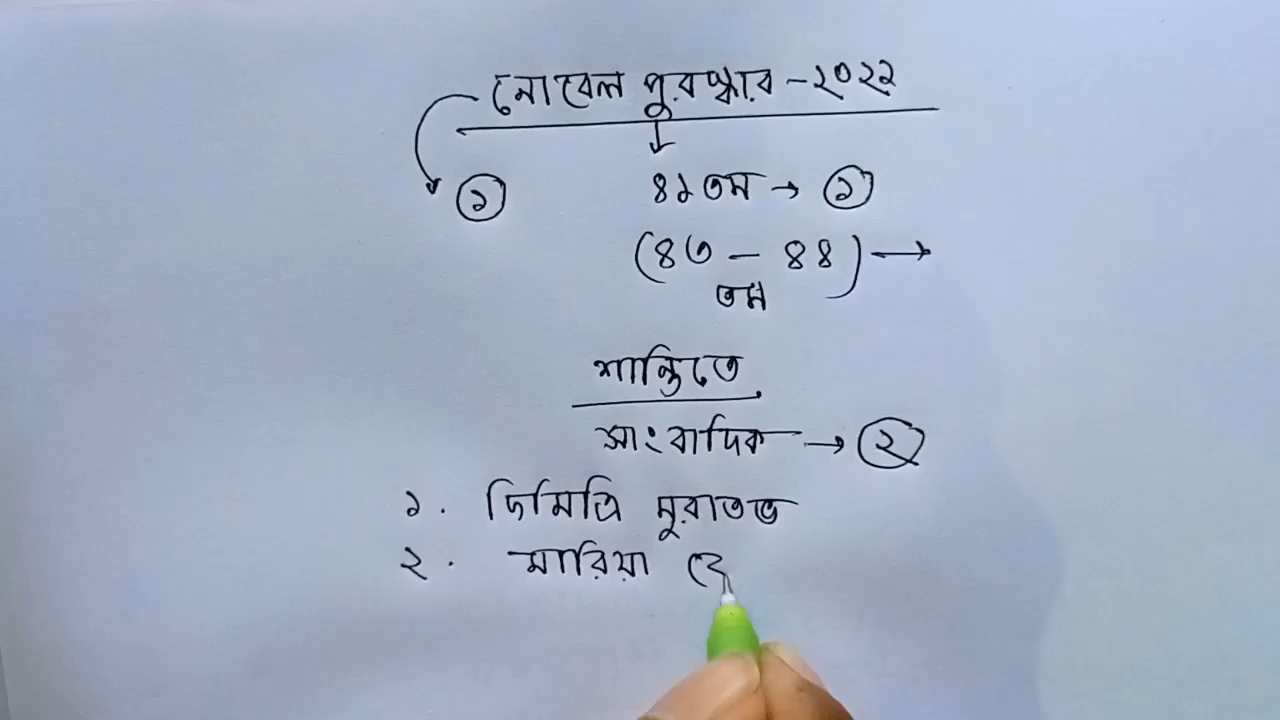 নোবেল পুরস্কার - ২০২২
১ ৪১তম → ১
(৪৩ - ৪৪) →
তম
শান্তিতে
সাংবাদিক → ২
১. দিমিত্রি মুরাতভ
২. মারিয়া